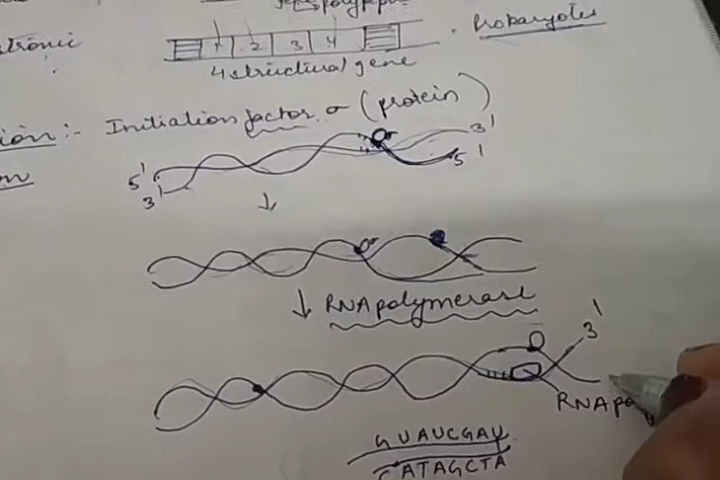 Prokaryotes
1 2 3 4
4 structural gene
Initiation factor σ (protein)
3'
5'
5'
3'
RNA polymerase
3'
RNA
GUAUCGAU
CATAGCTA